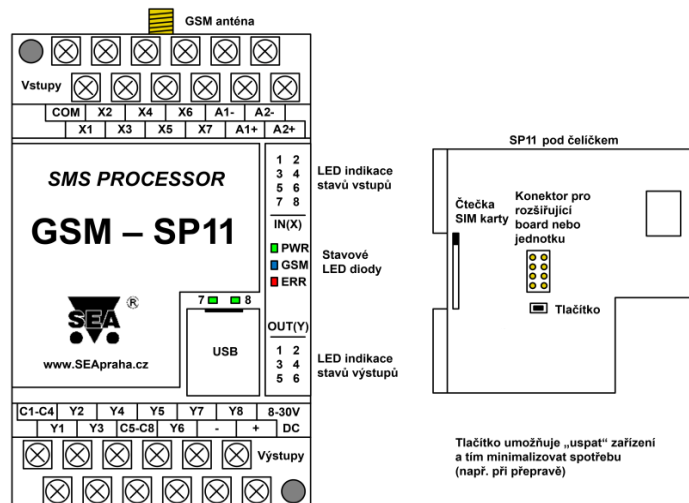 GSM anténa
Vstupy
COM X2 X4 X6 A1- A2-
X1 X3 X5 X7 A1+ A2+
SMS PROCESSOR
GSM – SP11
SEA ®
www.SEApraha.cz
1 2
3 4
5 6
7 8
IN(X)
PWR
GSM
ERR
7 8
USB
OUT(Y)
1 2
3 4
5 6
LED indikace
stavů vstupů
Stavové
LED diody
LED indikace
stavů výstupů
C1-C4 Y2 Y4 Y5 Y7 Y8 8-30V
Y1 Y3 C5-C8 Y6 - + DC
Výstupy
SP11 pod čelíčkem
Čtečka
SIM karty
Konektor pro
rozšiřující
board nebo
jednotku
Tlačítko
Tlačítko umožňuje „uspat“ zařízení
a tím minimalizovat spotřebu
(např. při přepravě)